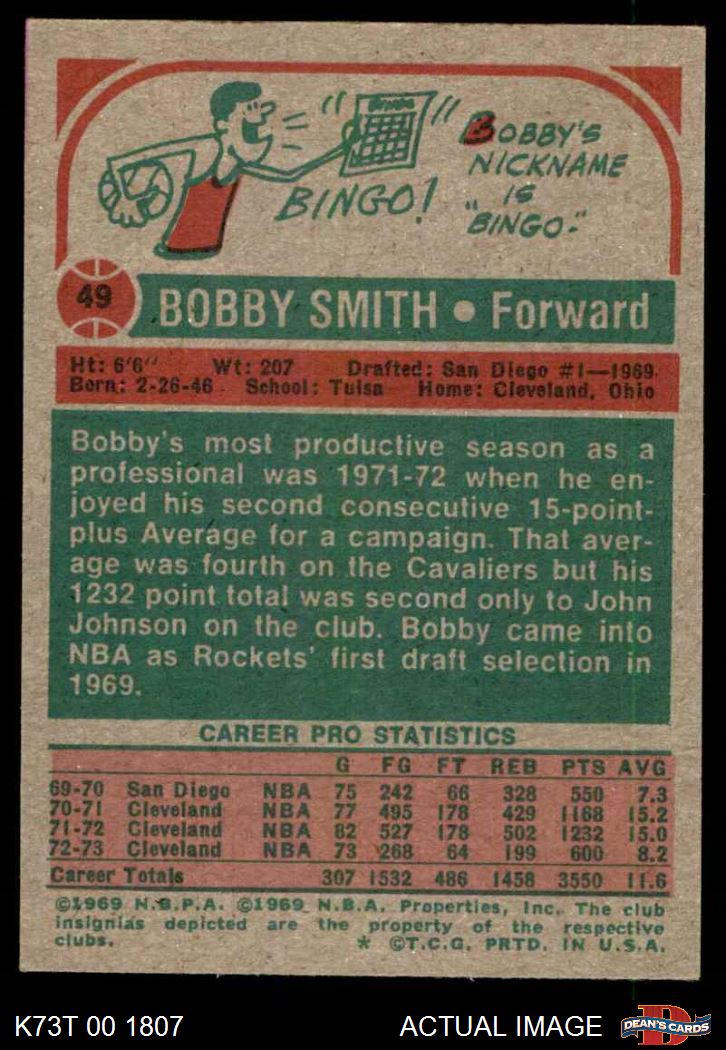 BINGO
BINGO!
BOBBY'S
NICKNAME
IS
"BINGO."
49
BOBBY SMITH • Forward
Ht: 6'6" Wt: 207 Drafted: San Diego #1—1969
Born: 2-26-46 School: Tulsa Home: Cleveland, Ohio
Bobby's most productive season as a
professional was 1971-72 when he en-
joyed his second consecutive 15-point-
plus Average for a campaign. That aver-
age was fourth on the Cavaliers but his
1232 point total was second only to John
Johnson on the club. Bobby came into
NBA as Rockets' first draft selection in
1969.
CAREER PRO STATISTICS
G FG FT REB PTS AVG
69-70 San Diego NBA 75 242 66 328 550 7.3
70-71 Cleveland NBA 77 495 178 429 1168 15.2
71-72 Cleveland NBA 82 527 178 502 1232 15.0
72-73 Cleveland NBA 73 268 64 199 600 8.2
Career Totals 307 1532 486 1458 3550 11.6
©1969 N.B.P.A. ©1969 N.B.A. Properties, Inc. The club
insignias depicted are the property of the respective
clubs. * ©T.C.G. PRTD. IN U.S.A.
K73T 00 1807 ACTUAL IMAGE
D
DEAN'S CARDS